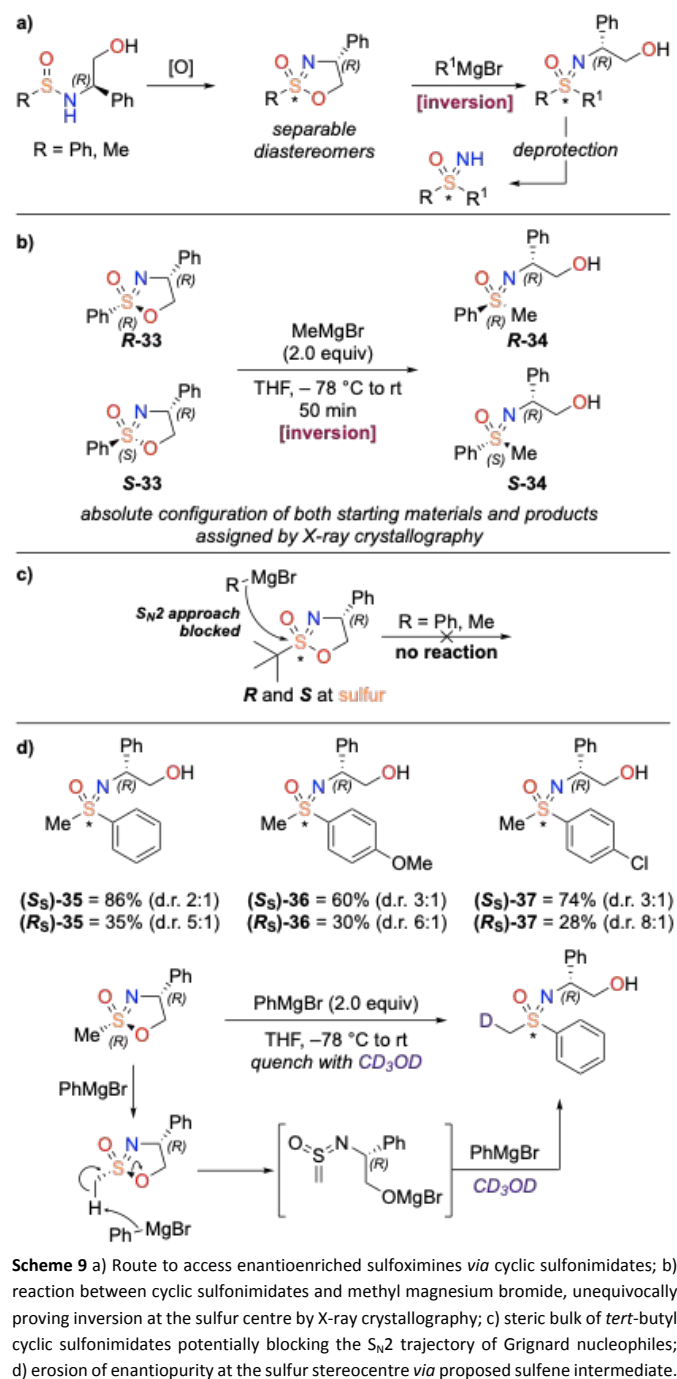 a)
OH
O
S
(R)
R
N
H
Ph
R = Ph, Me
[O]
Ph
O
N
(R)
S
R
*
O
separable
diastereomers
R¹MgBr
[inversion]
Ph
O
N
(R)
OH
S
R
*
R¹
deprotection
O
NH
S
R
*
R¹
b)
Ph
O
N
(R)
S
Ph
(R)
O
R-33
Ph
O
N
(R)
S
Ph
(S)
O
S-33
MeMgBr
(2.0 equiv)
THF, – 78 °C to rt
50 min
[inversion]
Ph
O
N
(R)
OH
S
Ph
(R)
Me
R-34
Ph
O
N
(R)
OH
S
Ph
(S)
Me
S-34
absolute configuration of both starting materials and products
assigned by X-ray crystallography
c)
R-MgBr
SN2 approach
blocked
Ph
O
N
(R)
S
*
O
R and S at sulfur
R = Ph, Me
no reaction
d)
Ph
O
N
(R)
OH
S
Me
*
(SS)-35 = 86% (d.r. 2:1)
(RS)-35 = 35% (d.r. 5:1)
Ph
O
N
(R)
OH
S
Me
*
OMe
(SS)-36 = 60% (d.r. 3:1)
(RS)-36 = 30% (d.r. 6:1)
Ph
O
N
(R)
OH
S
Me
*
Cl
(SS)-37 = 74% (d.r. 3:1)
(RS)-37 = 28% (d.r. 8:1)
Ph
O
N
(R)
S
Me
(R)
O
PhMgBr (2.0 equiv)
THF, –78 °C to rt
quench with CD3OD
Ph
O
N
(R)
OH
D
S
*
PhMgBr
Ph
O
N
(R)
S
O
H
Ph-MgBr
O
S
N
Ph
(R)
OMgBr
PhMgBr
CD3OD
Scheme 9 a) Route to access enantioenriched sulfoximines via cyclic sulfonimidates; b)
reaction between cyclic sulfonimidates and methyl magnesium bromide, unequivocally
proving inversion at the sulfur centre by X-ray crystallography; c) steric bulk of tert-butyl
cyclic sulfonimidates potentially blocking the SN2 trajectory of Grignard nucleophiles;
d) erosion of enantiopurity at the sulfur stereocentre via proposed sulfene intermediate.